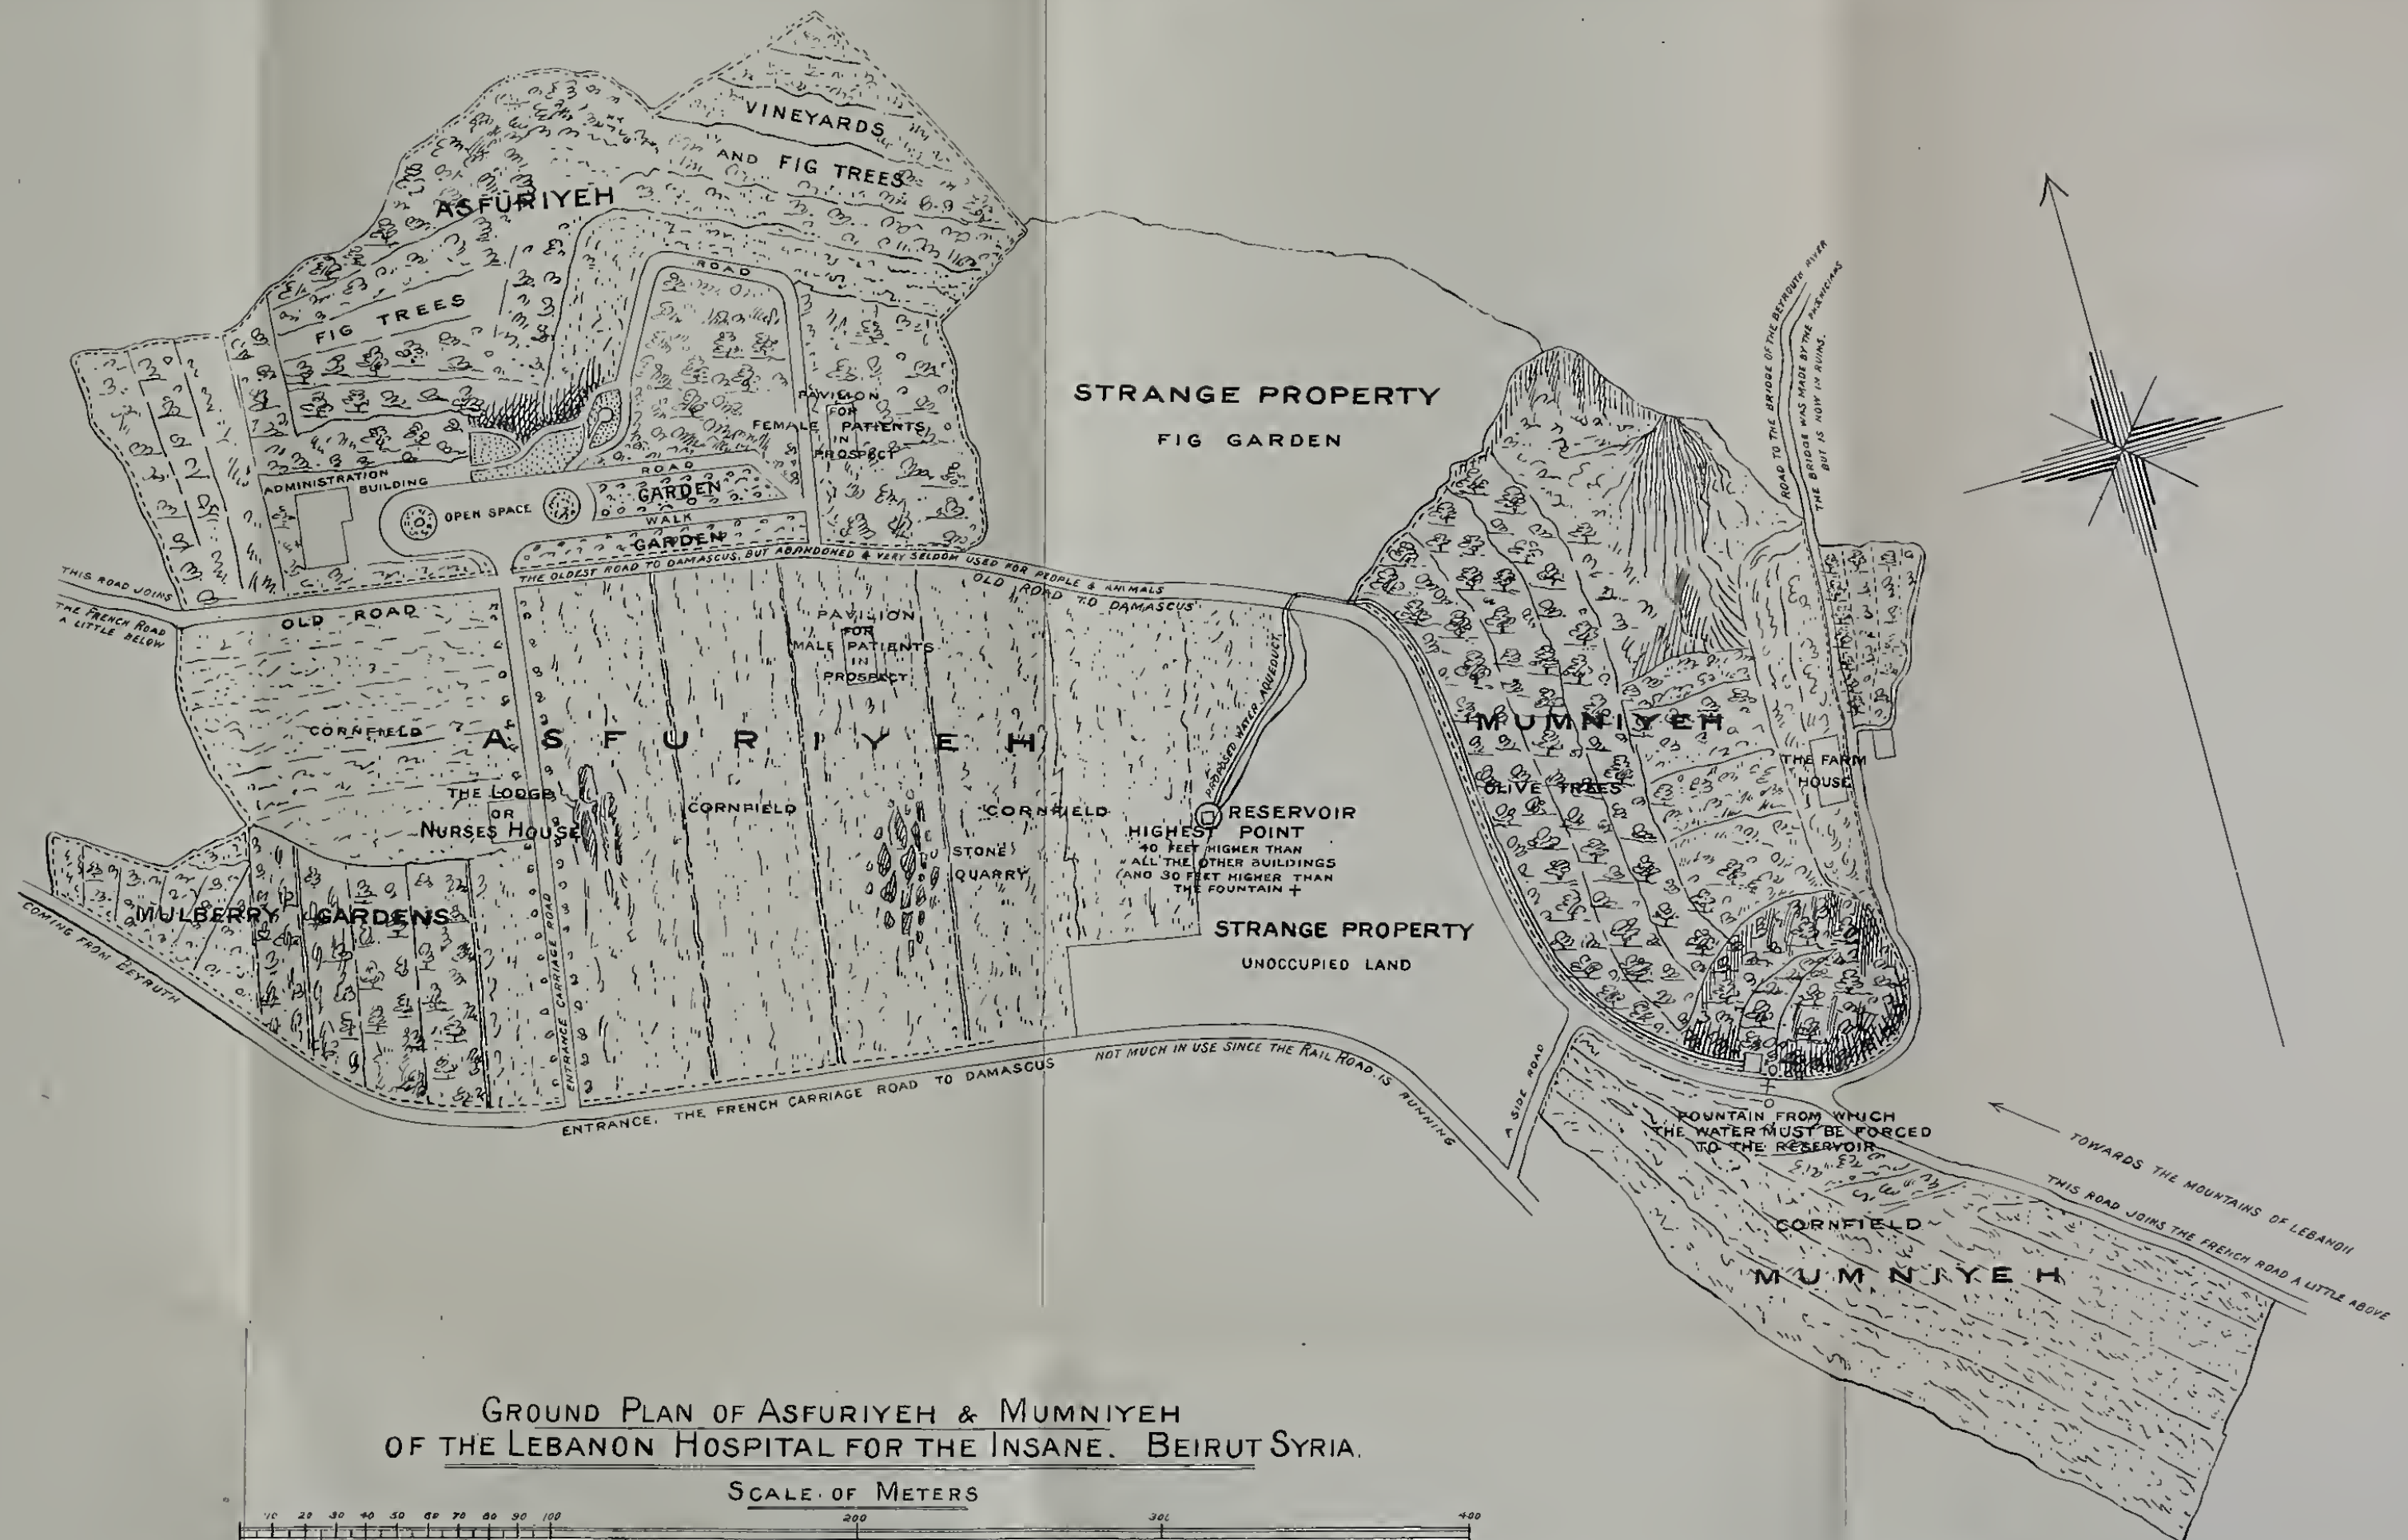 VINEYARDS
AND FIG TREES
ASFURIYEH
ROAD
FIG TREES
STRANGE PROPERTY
FIG GARDEN
PAVILION
FOR
FEMALE PATIENTS
IN
PROSPECT
ROAD TO THE BRIDGE OF THE BEYROUTH RIVER
THE BRIDGE WAS MADE BY THE PHŒNICIANS
BUT IS NOW IN RUINS.
ADMINISTRATION
BUILDING
OPEN SPACE
ROAD
GARDEN
WALK
GARDEN
THIS ROAD JOINS
THE FRENCH ROAD
A LITTLE BELOW
THE OLDEST ROAD TO DAMASCUS, BUT ABANDONED & VERY SELDOM USED FOR PEOPLE & ANIMALS
OLD ROAD
OLD ROAD TO DAMASCUS
PAVILION
FOR
MALE PATIENTS
IN
PROSPECT
PROPOSED WATER AQUEDUCT
CORNFIELD
ASFURIYEH
MUMNIYEH
OLIVE TREES
THE FARM
HOUSE
THE LODGE
OR
NURSES HOUSE
CORNFIELD
CORNFIELD
STONE
QUARRY
RESERVOIR
HIGHEST POINT
40 FEET HIGHER THAN
ALL THE OTHER BUILDINGS
(AND 30 FEET HIGHER THAN
THE FOUNTAIN +
STRANGE PROPERTY
UNOCCUPIED LAND
MULBERRY GARDENS
COMING FROM BEYRUTH
ENTRANCE CARRIAGE ROAD
ENTRANCE. THE FRENCH CARRIAGE ROAD TO DAMASCUS NOT MUCH IN USE SINCE THE RAIL ROAD IS RUNNING
A SIDE ROAD
FOUNTAIN FROM WHICH
THE WATER MUST BE FORCED
TO THE RESERVOIR
TOWARDS THE MOUNTAINS OF LEBANON
THIS ROAD JOINS THE FRENCH ROAD A LITTLE ABOVE
CORNFIELD
MUMNIYEH
GROUND PLAN OF ASFURIYEH & MUMNIYEH
OF THE LEBANON HOSPITAL FOR THE INSANE. BEIRUT SYRIA.
SCALE OF METERS
10 20 30 40 50 60 70 80 90 100 200 300 400